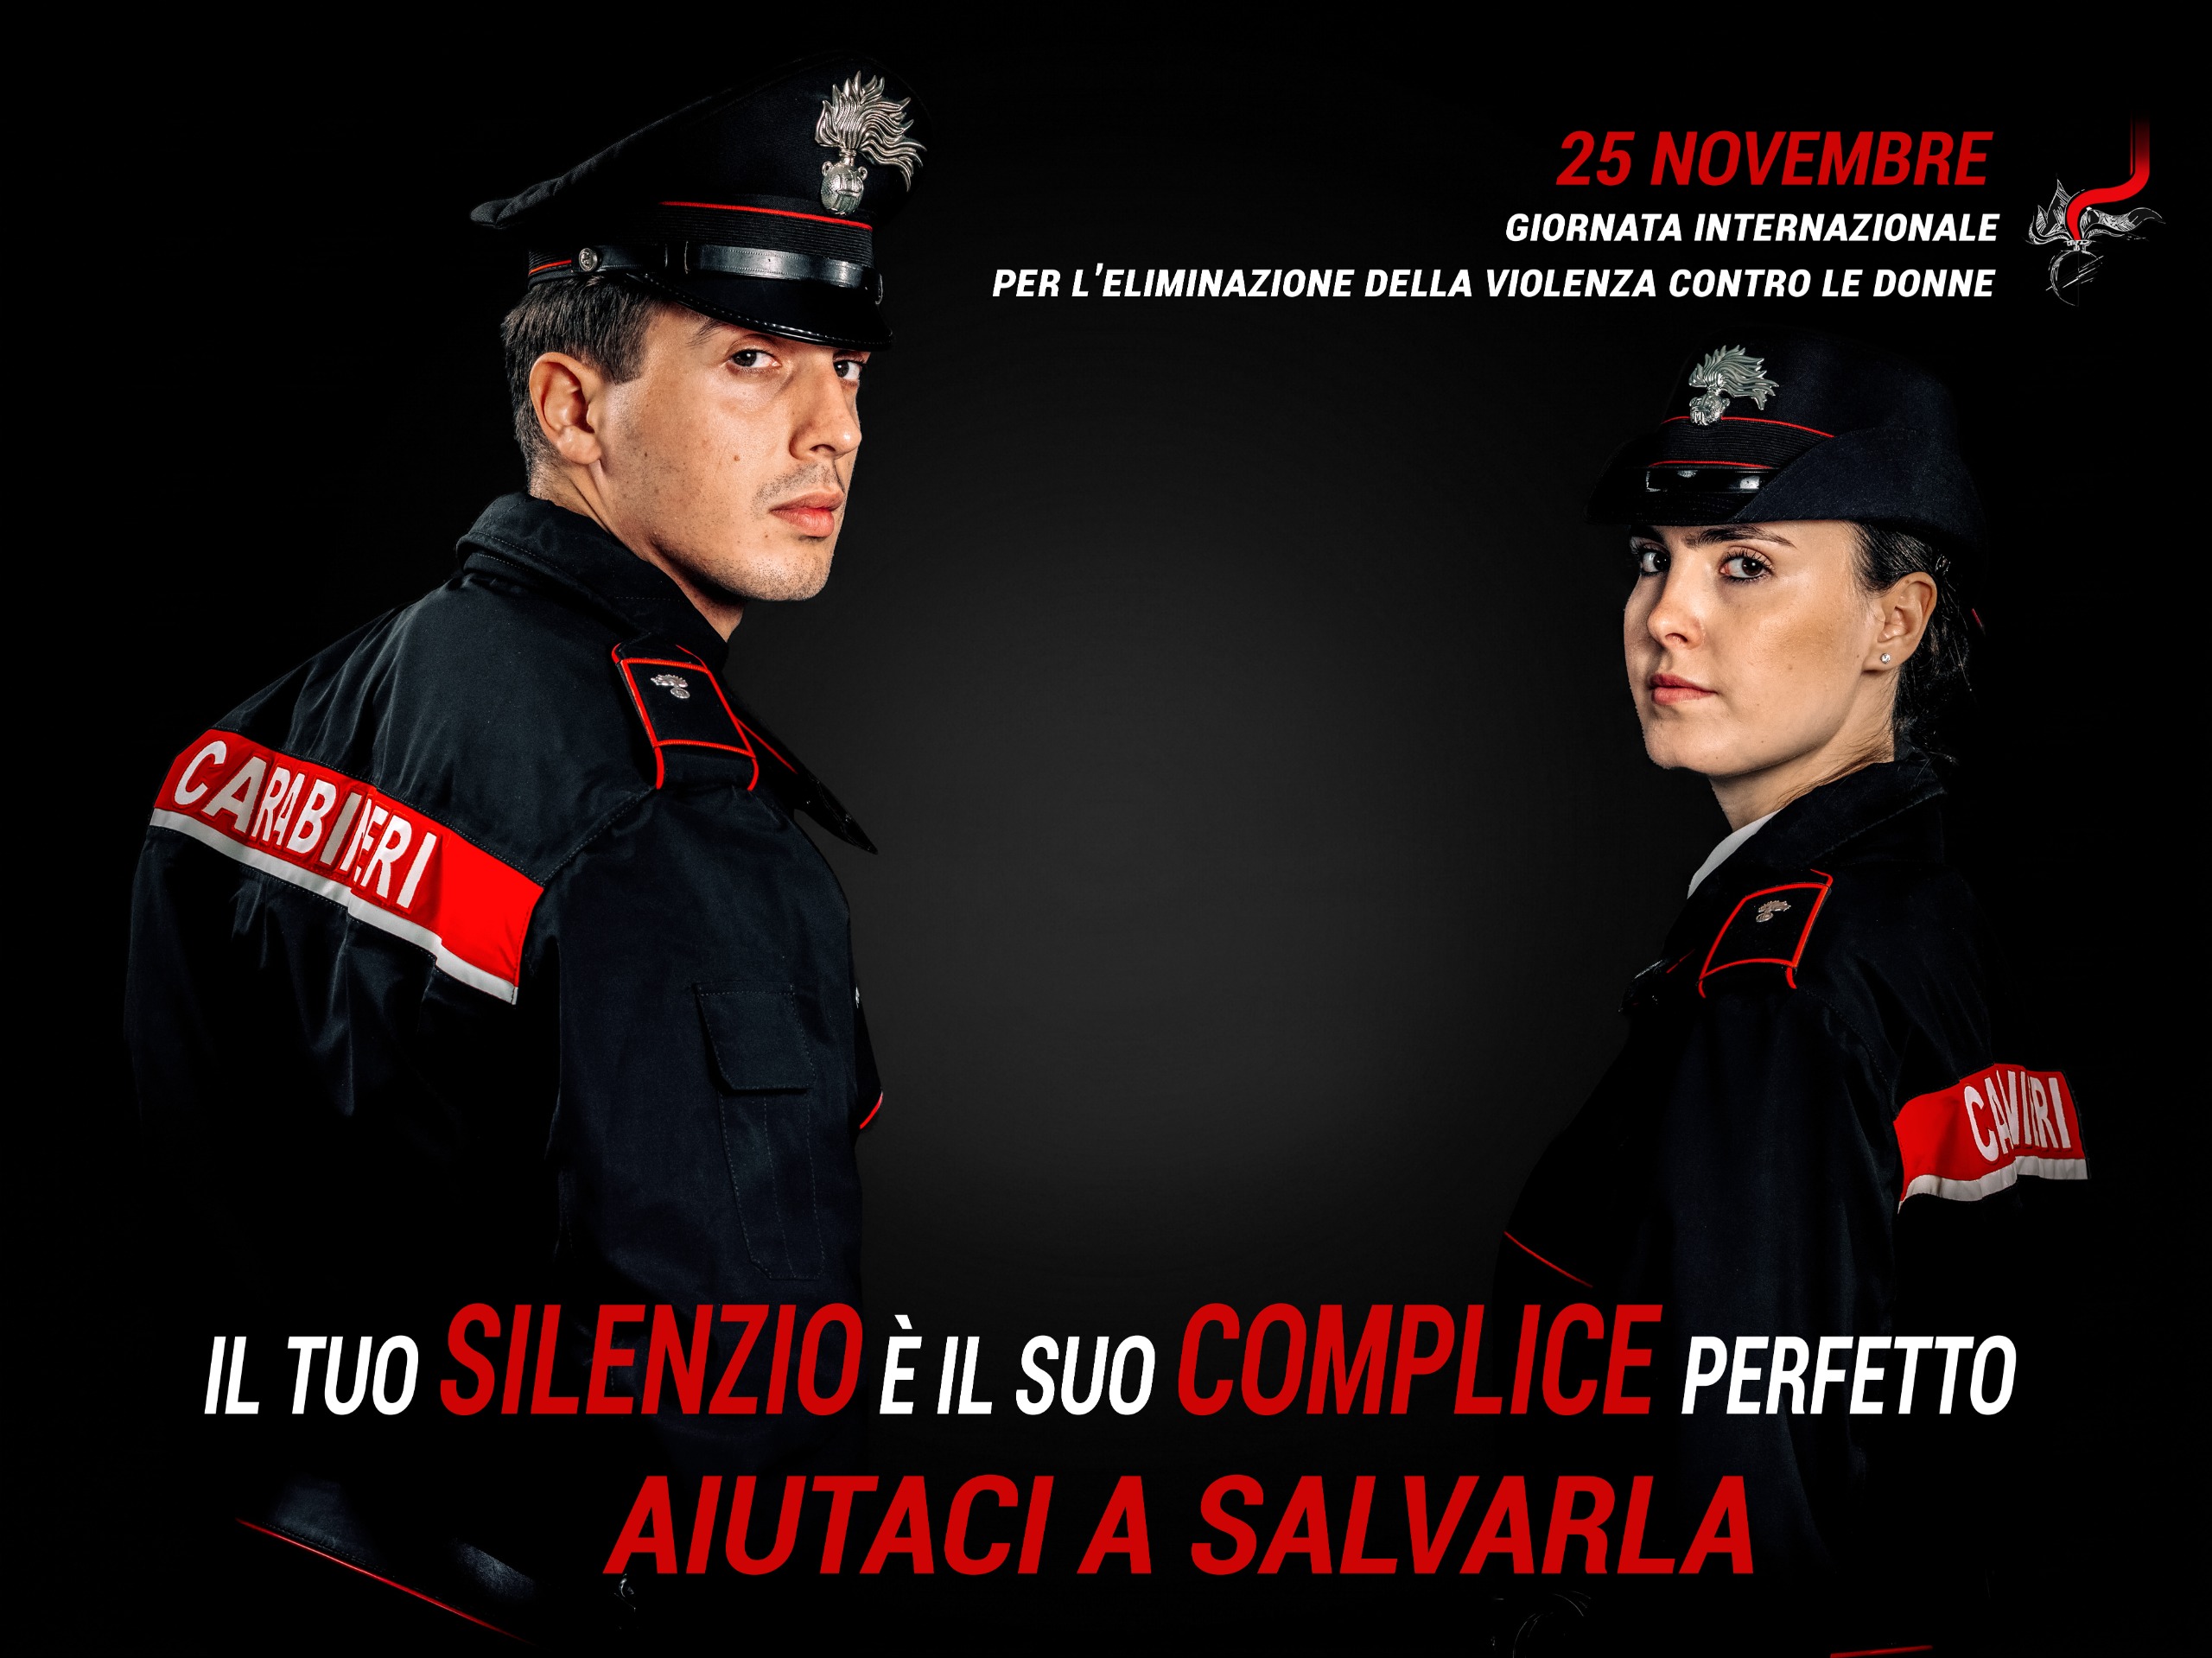 25 NOVEMBRE
GIORNATA INTERNAZIONALE
PER L'ELIMINAZIONE DELLA VIOLENZA CONTRO LE DONNE
CARABINIERI
IL TUO SILENZIO È IL SUO COMPLICE PERFETTO
AIUTACI A SALVARLA